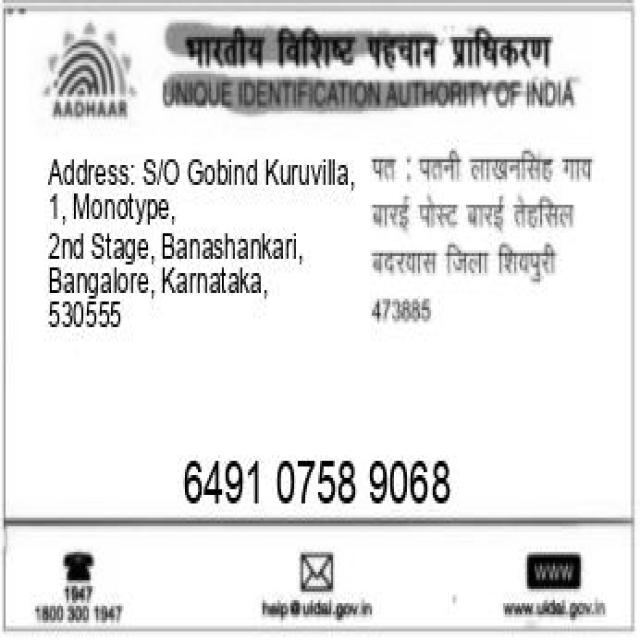 भारतीय विशिष्ट पहचान प्राधिकरण
AADHAAR
UNIQUE IDENTIFICATION AUTHORITY OF INDIA
Address: S/O Gobind Kuruvilla,
1, Monotype,
2nd Stage, Banashankari,
Bangalore, Karnataka,
530555
पत : पतनी लाखनसिंह गाय
बारई पोस्ट बारई तेहसिल
बदरवास जिला शिवपुरी
473885
6491 0758 9068
1947
1800 300 1947
help@uidai.gov.in
www
www.uidai.gov.in